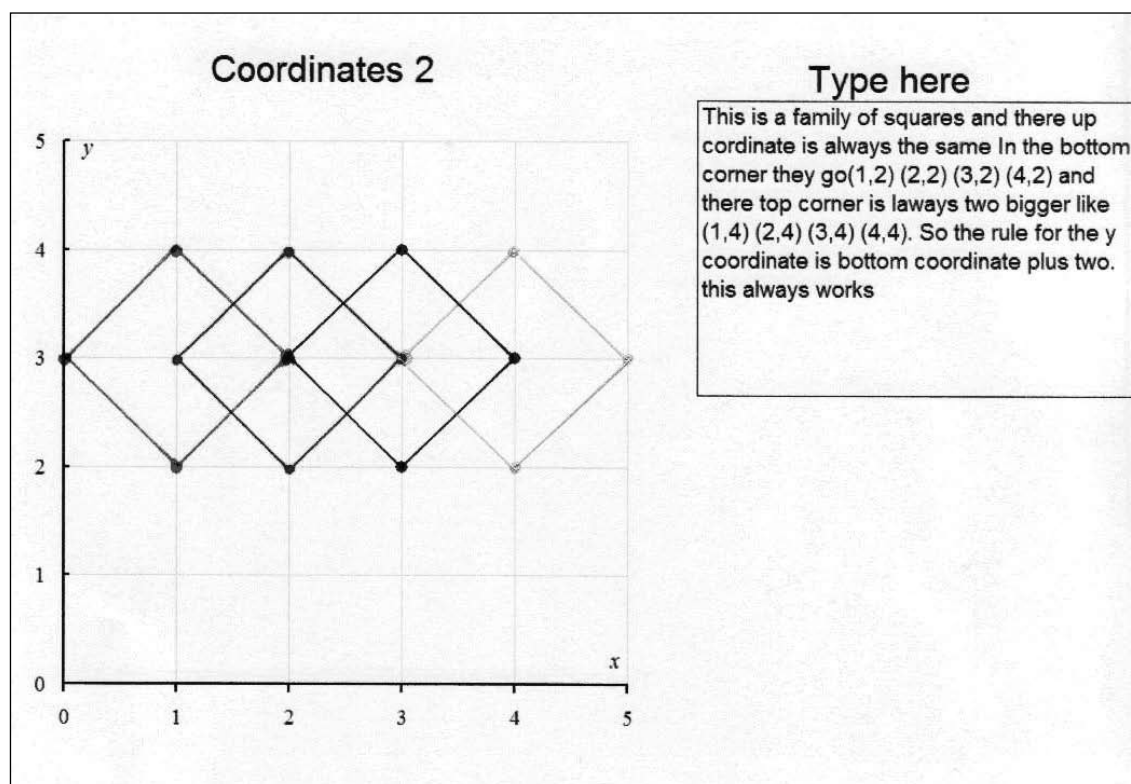 Coordinates 2
Type here
This is a family of squares and there up
cordinate is always the same In the bottom
corner they go(1,2) (2,2) (3,2) (4,2) and
there top corner is laways two bigger like
(1,4) (2,4) (3,4) (4,4). So the rule for the y
coordinate is bottom coordinate plus two.
this always works
5
y
4
3
2
1
x
0
0 1 2 3 4 5